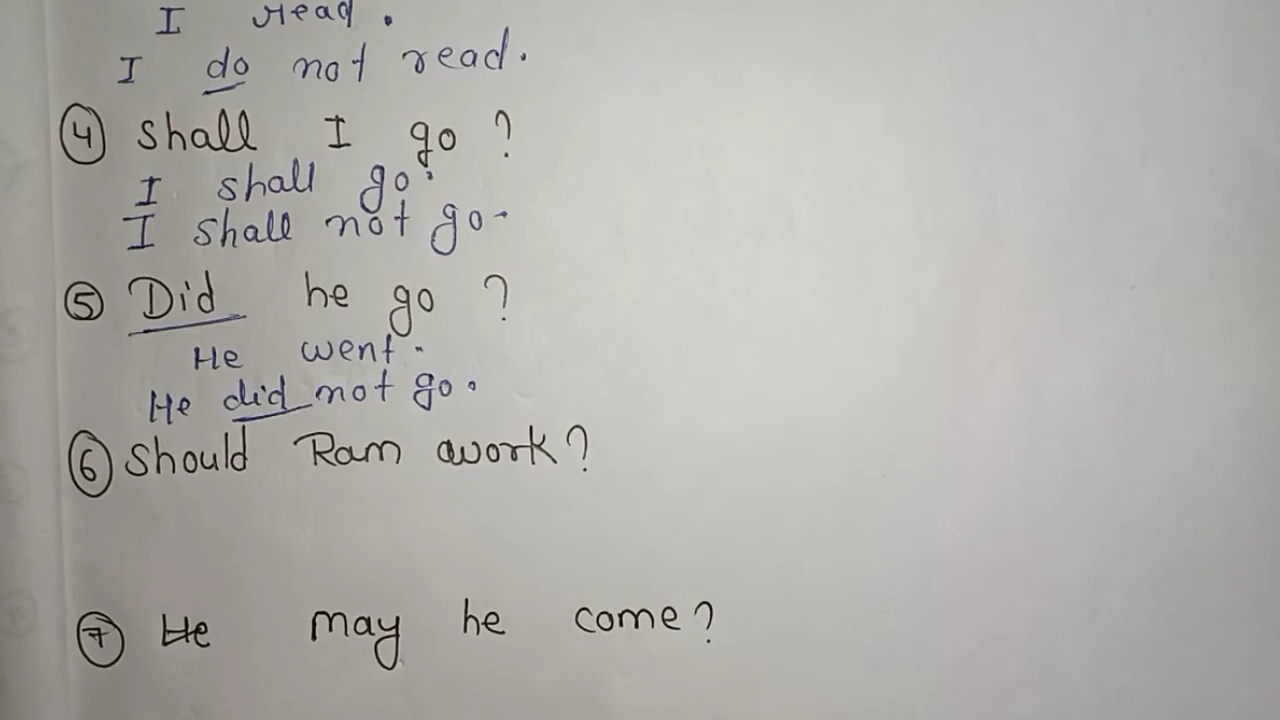 I read.
I do not read.
4 Shall I go ?
I shall go.
I shall not go.
5 Did he go ?
He went.
He did not go.
6 Should Ram work?
7 He may he come?